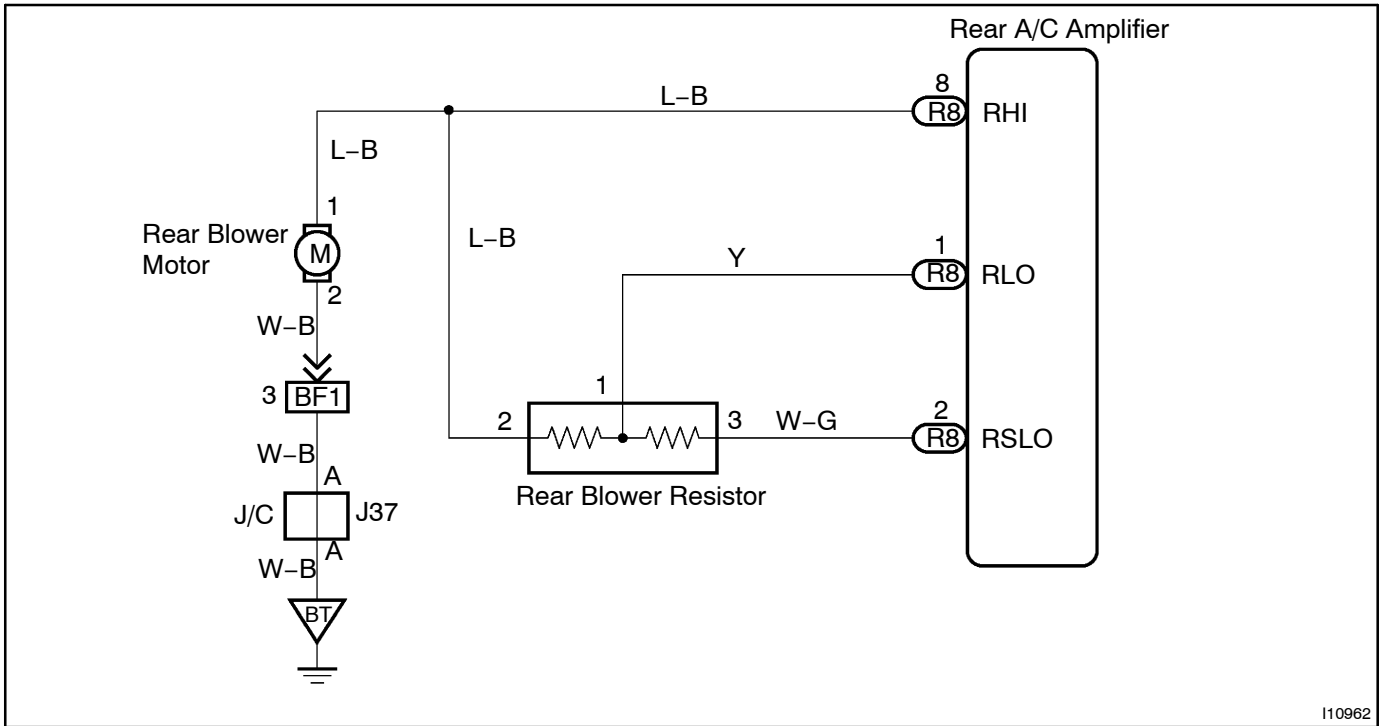 Rear A/C Amplifier
8
L–B
R8 RHI
L–B
1
Rear Blower
Motor
M
L–B
Y
1
R8 RLO
2
W–B
3 BF1
1
2
3
W–G
2
R8 RSLO
W–B
A
Rear Blower Resistor
J/C
J37
A
W–B
BT
I10962